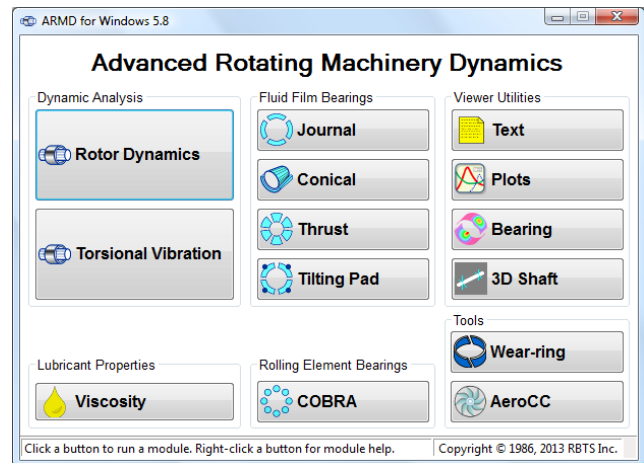 ARMD for Windows 5.8
Advanced Rotating Machinery Dynamics
Dynamic Analysis
Rotor Dynamics
Torsional Vibration
Fluid Film Bearings
Journal
Conical
Thrust
Tilting Pad
Viewer Utilities
Text
Plots
Bearing
3D Shaft
Lubricant Properties
Viscosity
Rolling Element Bearings
COBRA
Tools
Wear-ring
AeroCC
Click a button to run a module. Right-click a button for module help.
Copyright © 1986, 2013 RBTS Inc.